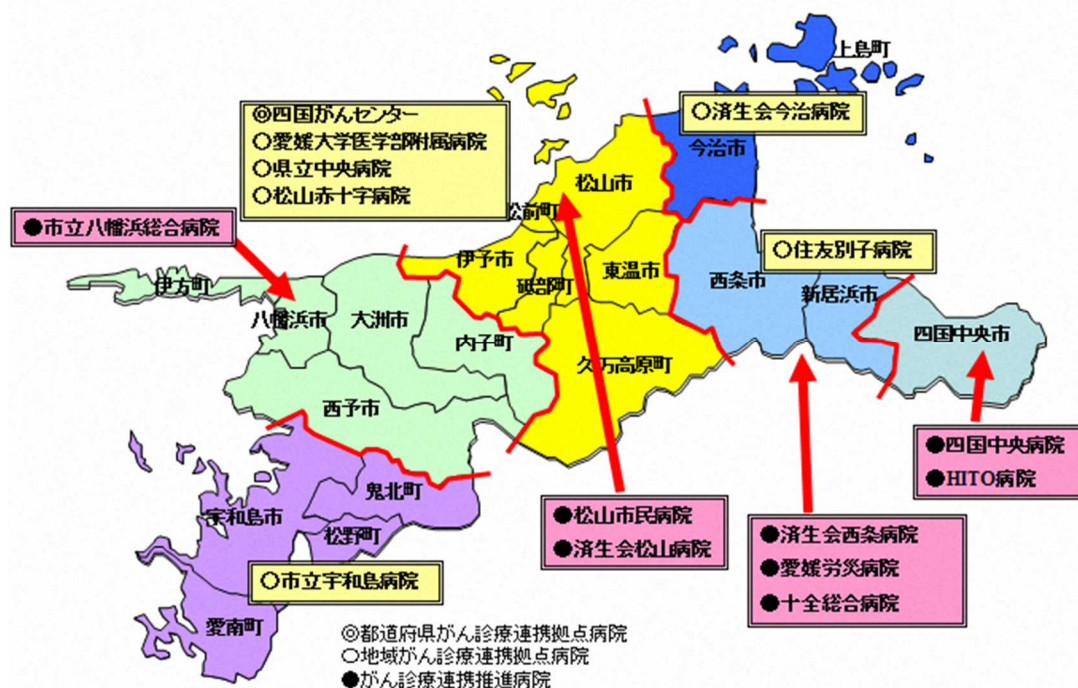 上島町
◎四国がんセンター
○愛媛大学医学部附属病院
○県立中央病院
○松山赤十字病院
○済生会今治病院
今治市
松山市
松前町
●市立八幡浜総合病院
伊予市
砥部町
東温市
西条市
○住友別子病院
新居浜市
伊方町
八幡浜市
大洲市
内子町
久万高原町
四国中央市
西予市
●四国中央病院
●HITO病院
鬼北町
宇和島市
松野町
●松山市民病院
●済生会松山病院
●済生会西条病院
●愛媛労災病院
●十全総合病院
○市立宇和島病院
愛南町
◎都道府県がん診療連携拠点病院
○地域がん診療連携拠点病院
●がん診療連携推進病院